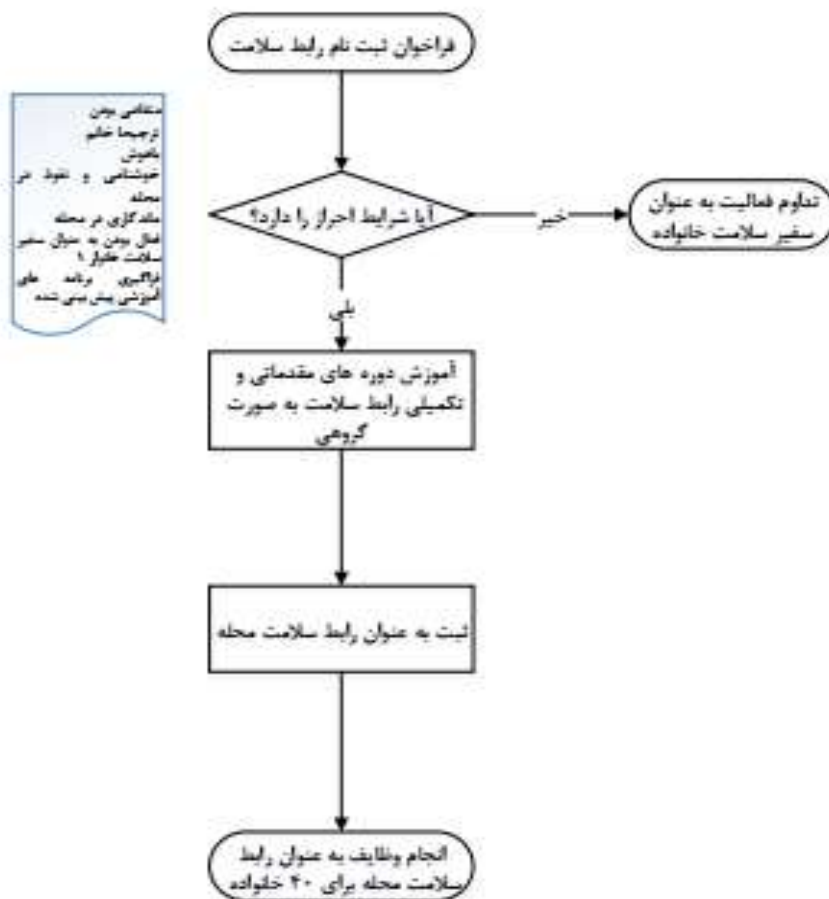 فراخوان ثبت نام رابط سلامت
متقاضی بودن
ترجیحا خانم
باهوش
خوشنامی و نفوذ در
محله
ماندگاری در محله
فعال بودن به عنوان سفیر
سلامت خانوار ۱
فراگیری برنامه های
آموزشی پیش بینی شده
آیا شرایط احراز را دارد؟
خیر
تداوم فعالیت به عنوان
سفیر سلامت خانواده
بلی
آموزش دوره های مقدماتی و
تکمیلی رابط سلامت به صورت
گروهی
ثبت به عنوان رابط سلامت محله
انجام وظایف به عنوان رابط
سلامت محله برای ۴۰ خانواده